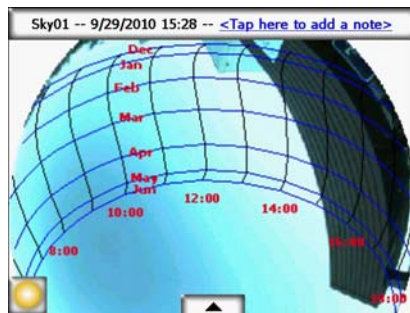 Sky01 -- 9/29/2010 15:28 -- <Tap here to add a note>
Dec
Jan
Feb
Mar
Apr
May
Jun
8:00
10:00
12:00
14:00
16:00
18:00